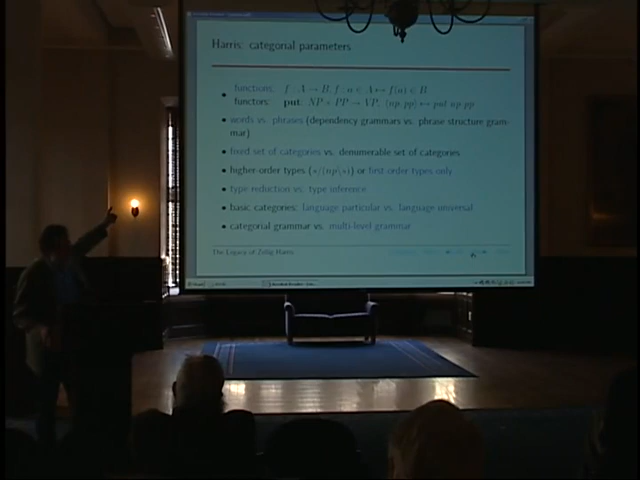 Harris: categorial parameters
• functions: f : A → B, f : a ∈ A ↦ f(a) ∈ B
functors: put: NP × PP → VP, ⟨np, pp⟩ ↦ put np pp
• words vs. phrases (dependency grammars vs. phrase structure gram-
mar)
• fixed set of categories vs. denumerable set of categories
• higher-order types (s/(np\s)) or first order types only
• type reduction vs. type inference
• basic categories: language particular vs. language universal
• categorial grammar vs. multi-level grammar
The Legacy of Zellig Harris